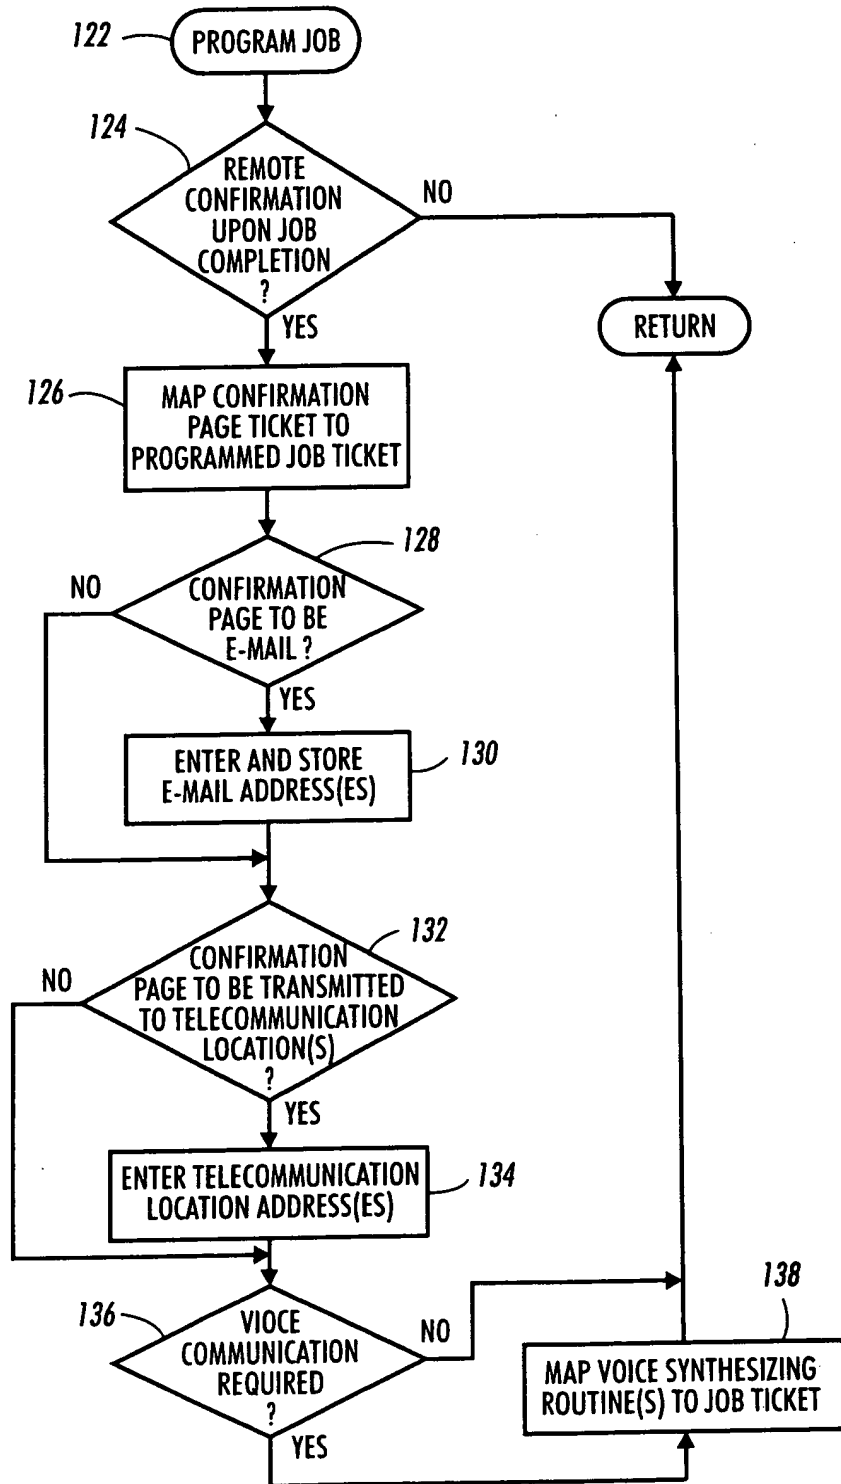 122
PROGRAM JOB
124
REMOTE
CONFIRMATION
UPON JOB
COMPLETION
?
NO
YES
RETURN
126
MAP CONFIRMATION
PAGE TICKET TO
PROGRAMMED JOB TICKET
128
NO
CONFIRMATION
PAGE TO BE
E-MAIL ?
YES
ENTER AND STORE
E-MAIL ADDRESS(ES)
130
132
NO
CONFIRMATION
PAGE TO BE TRANSMITTED
TO TELECOMMUNICATION
LOCATION(S)
?
YES
ENTER TELECOMMUNICATION
LOCATION ADDRESS(ES)
134
136
VIOCE
COMMUNICATION
REQUIRED
?
NO
YES
138
MAP VOICE SYNTHESIZING
ROUTINE(S) TO JOB TICKET